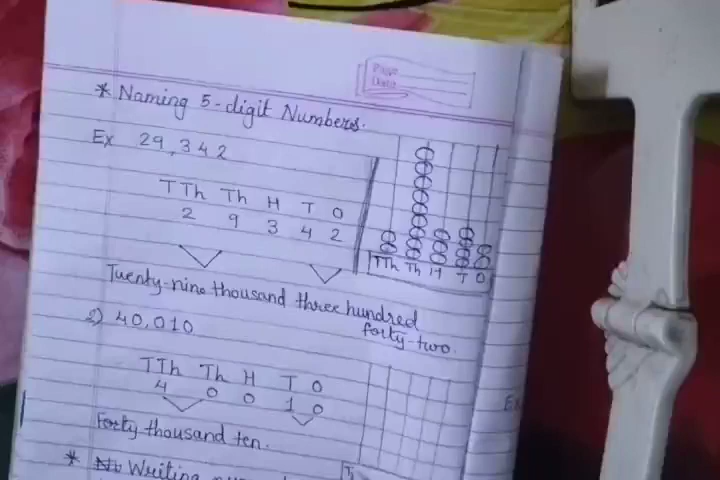 Page
Date
* Naming 5-digit Numbers.
Ex 29,342
TTh Th H T O
2 9 3 4 2
TTh Th H T O
Twenty-nine thousand three hundred
forty-two.
2) 40,010
TTh Th H T O
4 0 0 1 0
Forty thousand ten.
Ex
* Writing